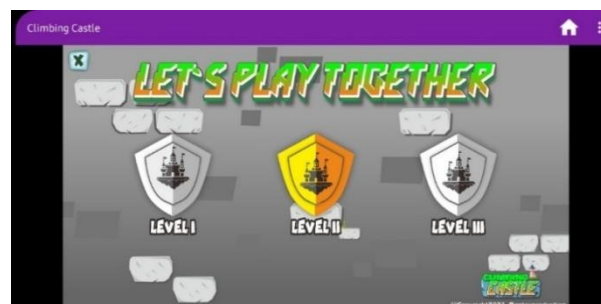 Climbing Castle
X
LET'S PLAY TOGETHER
LEVEL I
LEVEL II
LEVEL III
CLIMBING
CASTLE